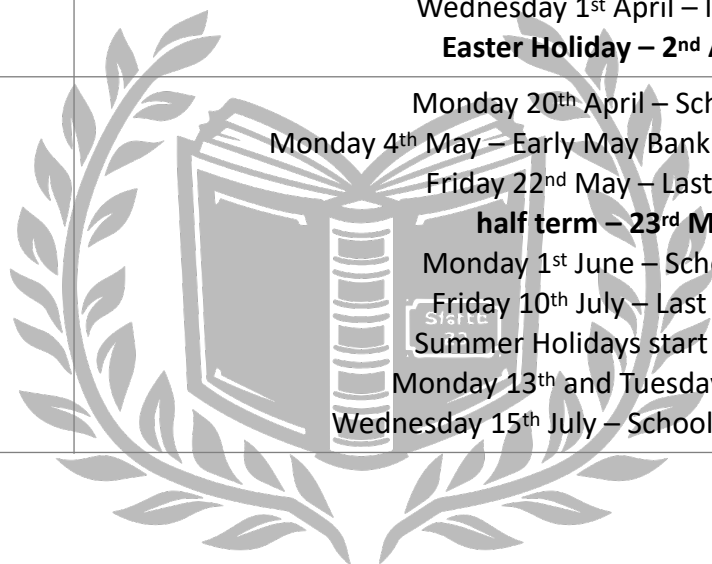 Wednesday 1st April –
Easter Holiday – 2nd
Monday 20th April – Sch
Monday 4th May – Early May Bank
Friday 22nd May – Last
half term – 23rd M
Monday 1st June – Scho
Friday 10th July – Last
Summer Holidays start
Monday 13th and Tuesday
Wednesday 15th July – School